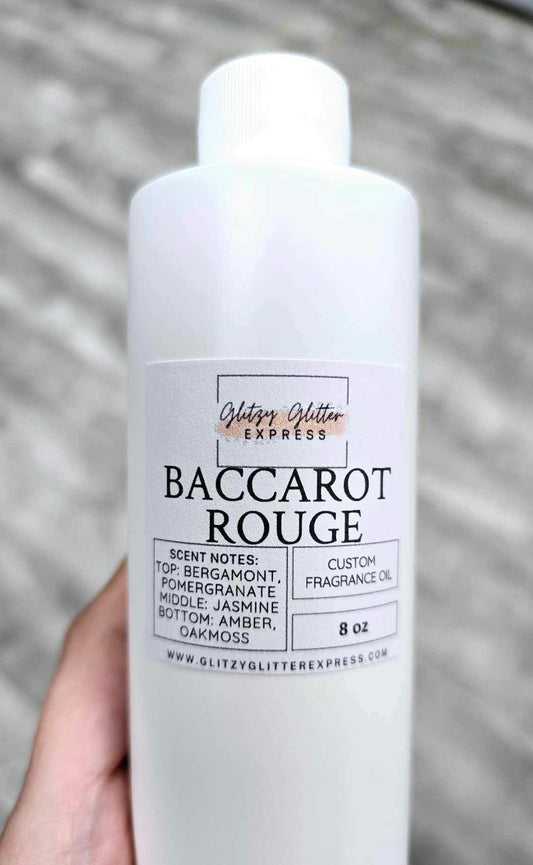 Glitzy Glitter
EXPRESS
BACCAROT
ROUGE
SCENT NOTES:
TOP: BERGAMONT,
POMERGRANATE
MIDDLE: JASMINE
BOTTOM: AMBER,
OAKMOSS
CUSTOM
FRAGRANCE OIL
8 oz
WWW.GLITZYGLITTEREXPRESS.COM